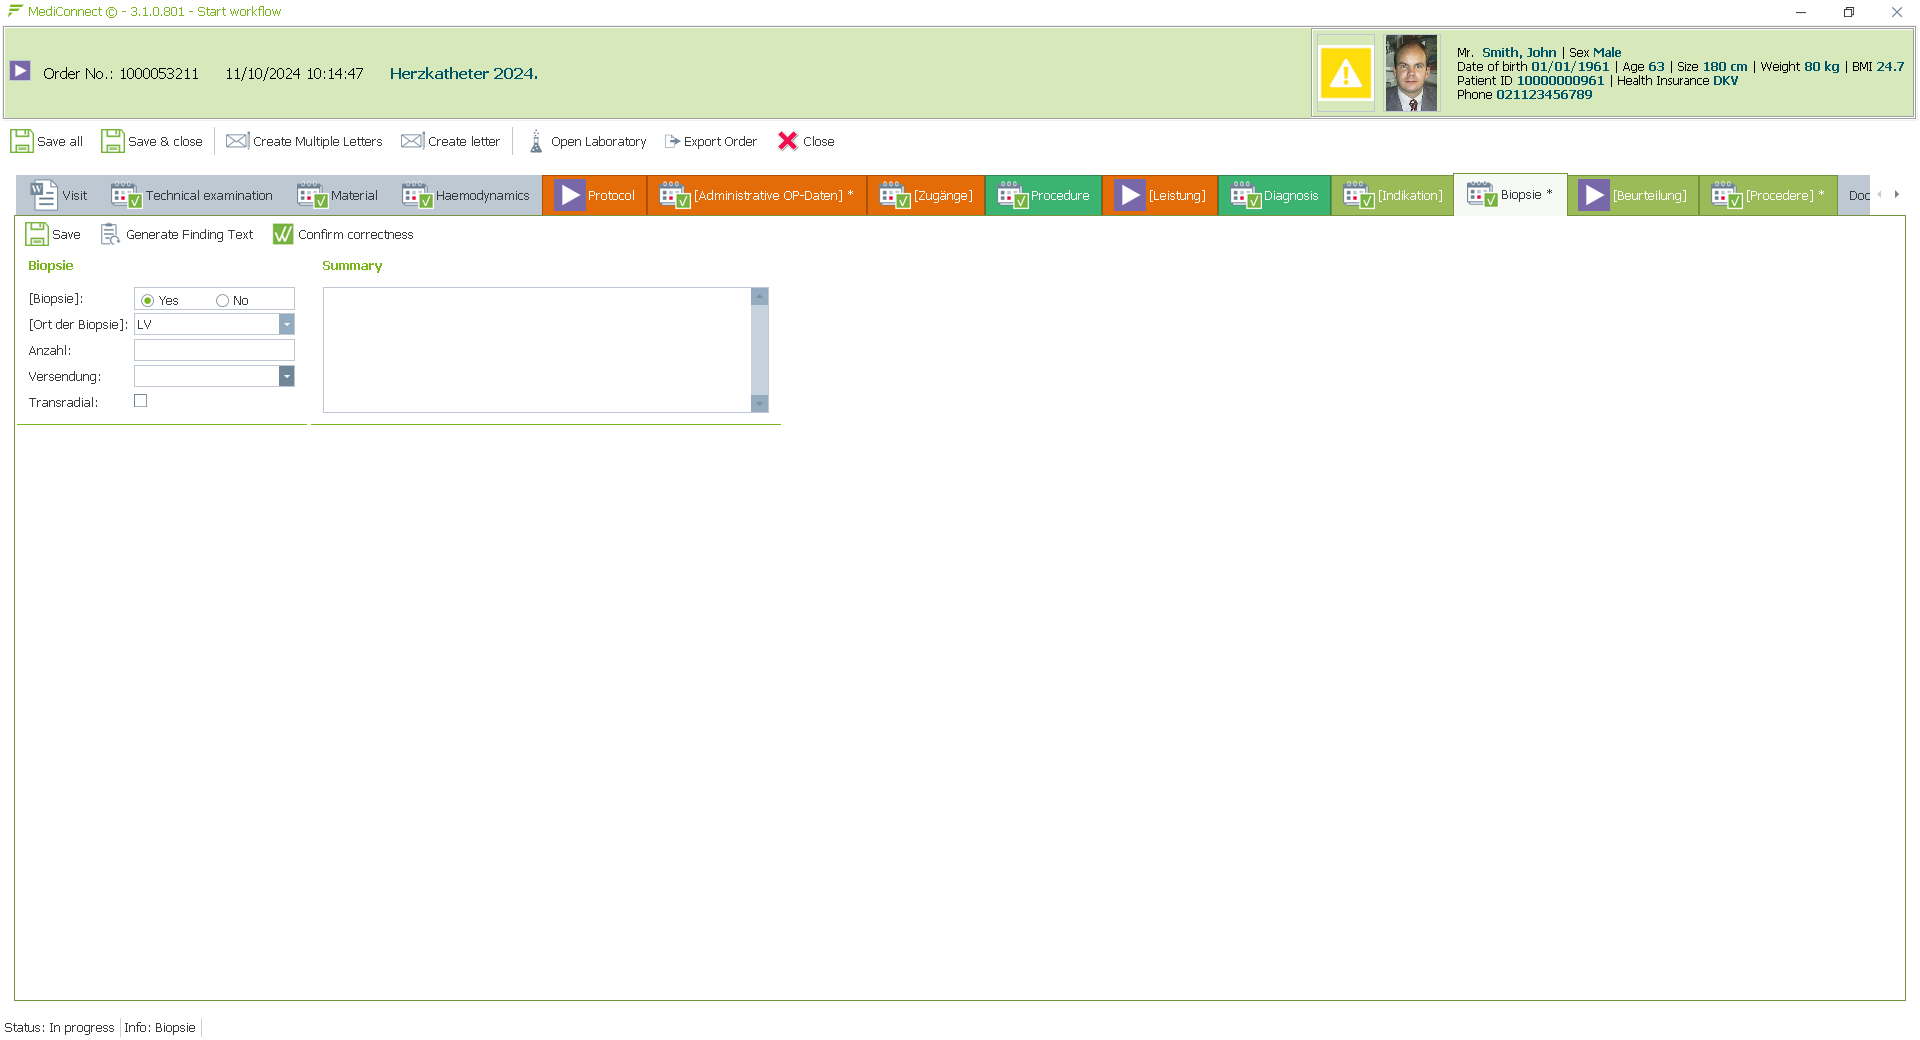 MediConnect © - 3.1.0.801 - Start workflow
Order No.: 1000053211 11/10/2024 10:14:47 Herzkatheter 2024.
Mr. Smith, John | Sex Male
Date of birth 01/01/1961 | Age 63 | Size 180 cm | Weight 80 kg | BMI 24.7
Patient ID 10000000961 | Health Insurance DKV
Phone 021123456789
Save all Save & close Create Multiple Letters Create letter Open Laboratory Export Order Close
Visit Technical examination Material Haemodynamics Protocol [Administrative OP-Daten] * [Zugänge] Procedure [Leistung] Diagnosis [Indikation] Biopsie * [Beurteilung] [Procedere] * Doc
Save Generate Finding Text Confirm correctness
Biopsie Summary
[Biopsie]: Yes No
[Ort der Biopsie]: LV
Anzahl:
Versendung:
Transradial:
Status: In progress Info: Biopsie